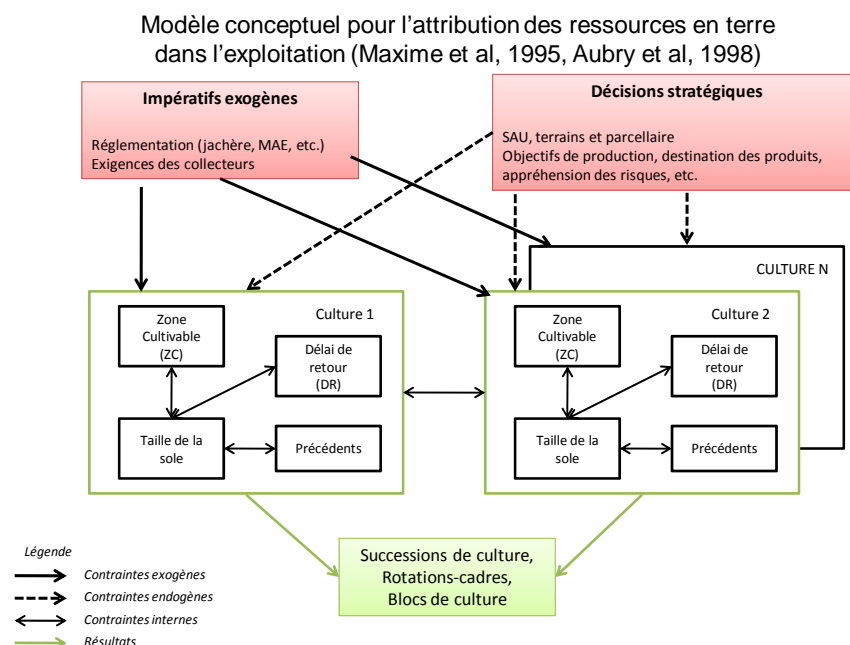 Modèle conceptuel pour l'attribution des ressources en terre
dans l'exploitation (Maxime et al, 1995, Aubry et al, 1998)
Impératifs exogènes
Réglementation (jachère, MAE, etc.)
Exigences des collecteurs
Décisions stratégiques
SAU, terrains et parcellaire
Objectifs de production, destination des produits,
appréhension des risques, etc.
CULTURE N
Culture 1
Zone
Cultivable
(ZC)
Délai de
retour
(DR)
Taille de la
sole
Précédents
Culture 2
Zone
Cultivable
(ZC)
Délai de
retour
(DR)
Taille de la
sole
Précédents
Successions de culture,
Rotations-cadres,
Blocs de culture
Légende
Contraintes exogènes
Contraintes endogènes
Contraintes internes
Résultats